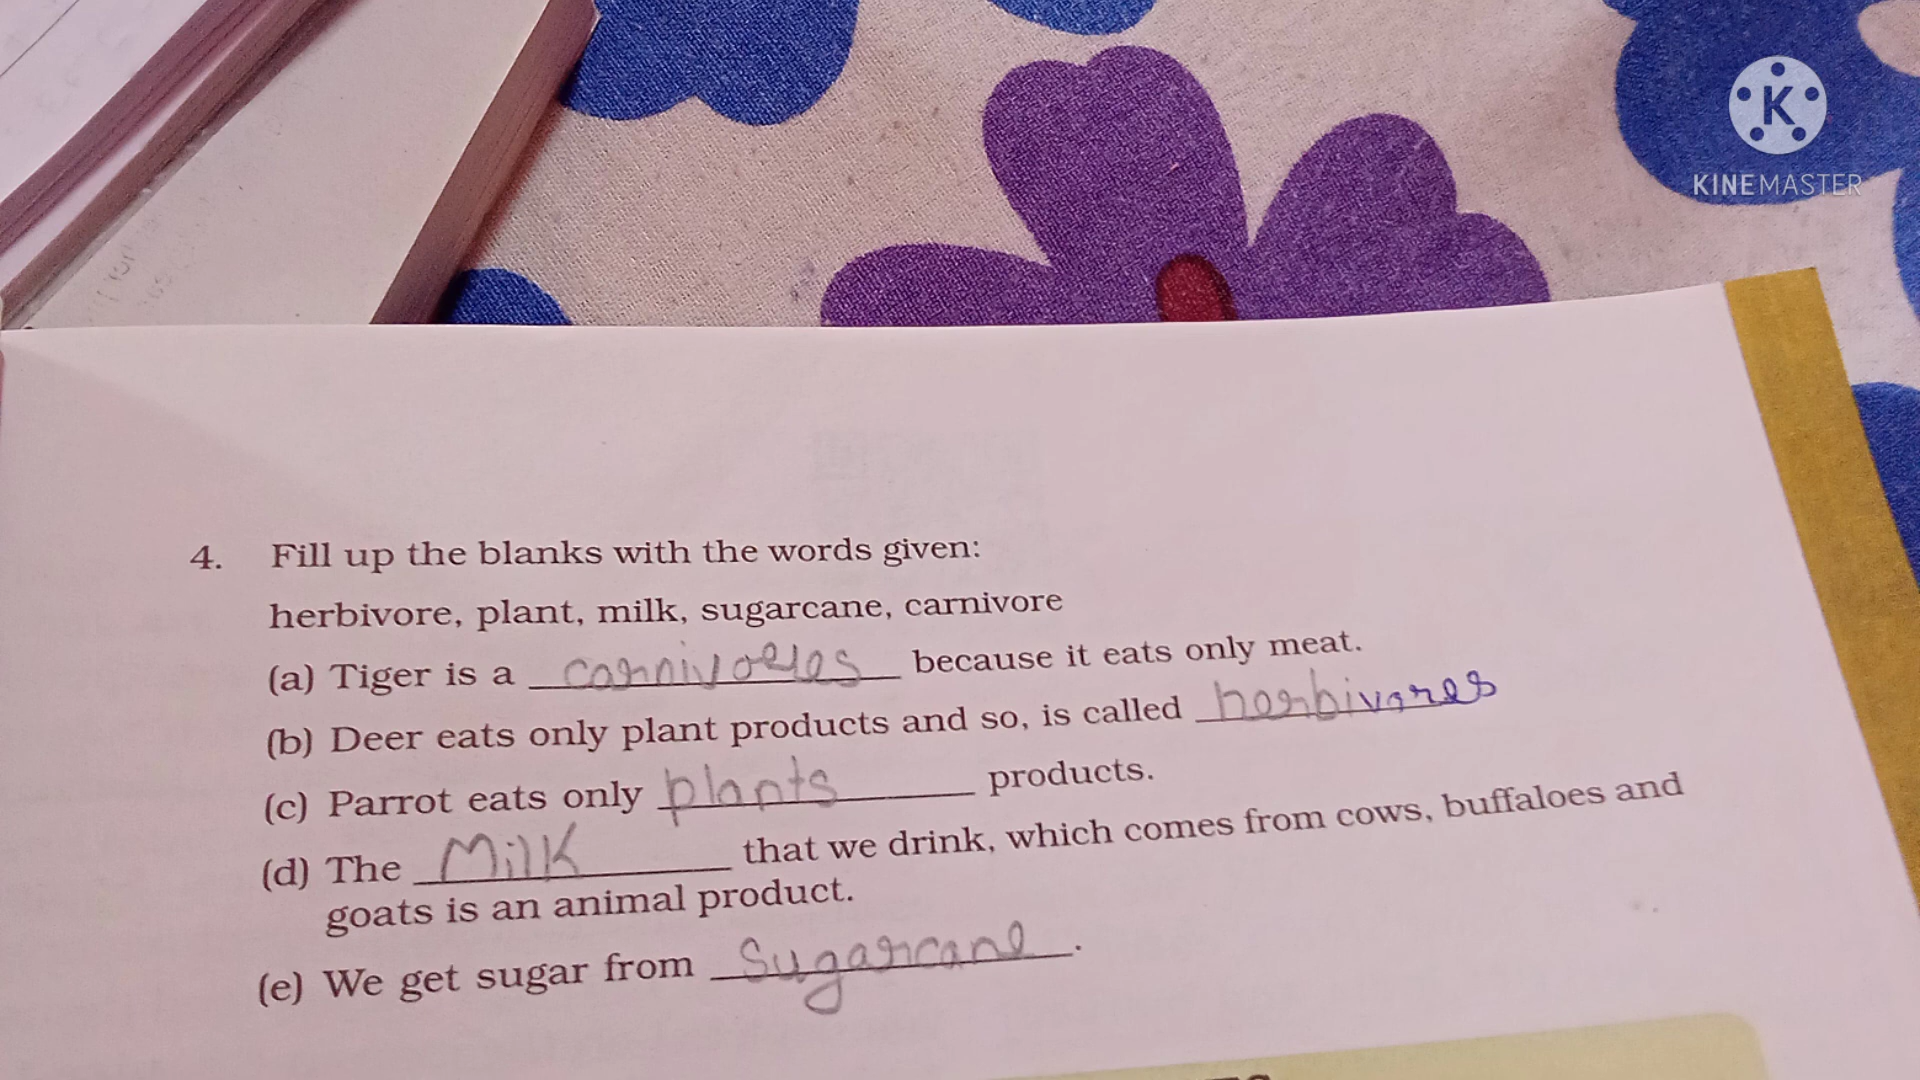 KINEMASTER
4. Fill up the blanks with the words given:
herbivore, plant, milk, sugarcane, carnivore
(a) Tiger is a carnivores because it eats only meat.
(b) Deer eats only plant products and so, is called herbivores
(c) Parrot eats only plants products.
(d) The Milk that we drink, which comes from cows, buffaloes and
goats is an animal product.
(e) We get sugar from Sugarcane.